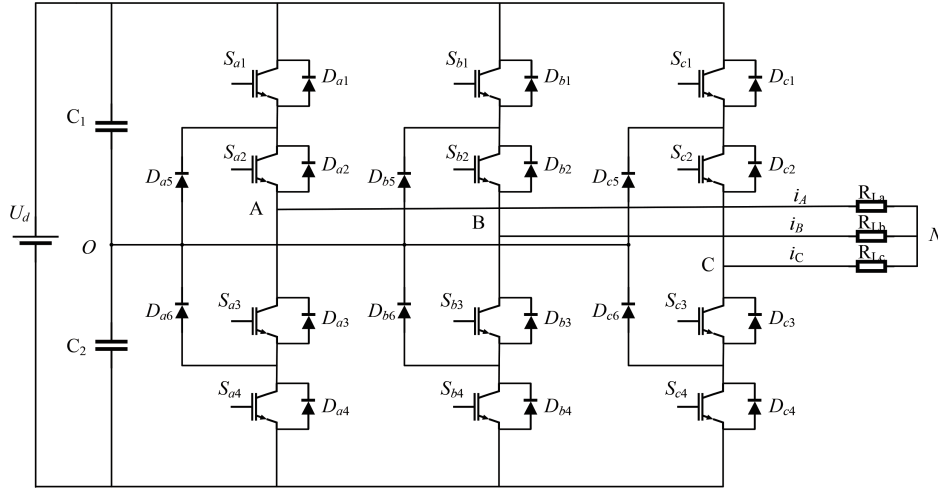 Sa1
Da1
Sb1
Db1
Sc1
Dc1
C1
Sa2
Da2
Da5
Sb2
Db2
Db5
Sc2
Dc2
Dc5
A
iA
RLa
Ud
O
B
iB
RLb
N
C
iC
RLc
Sa3
Da3
Da6
Sb3
Db3
Db6
Sc3
Dc3
Dc6
C2
Sa4
Da4
Sb4
Db4
Sc4
Dc4